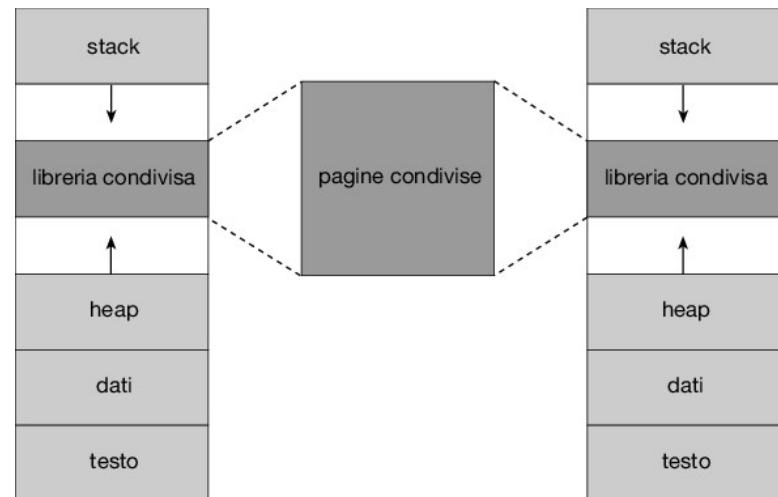 stack
libreria condivisa
heap
dati
testo
pagine condivise
stack
libreria condivisa
heap
dati
testo